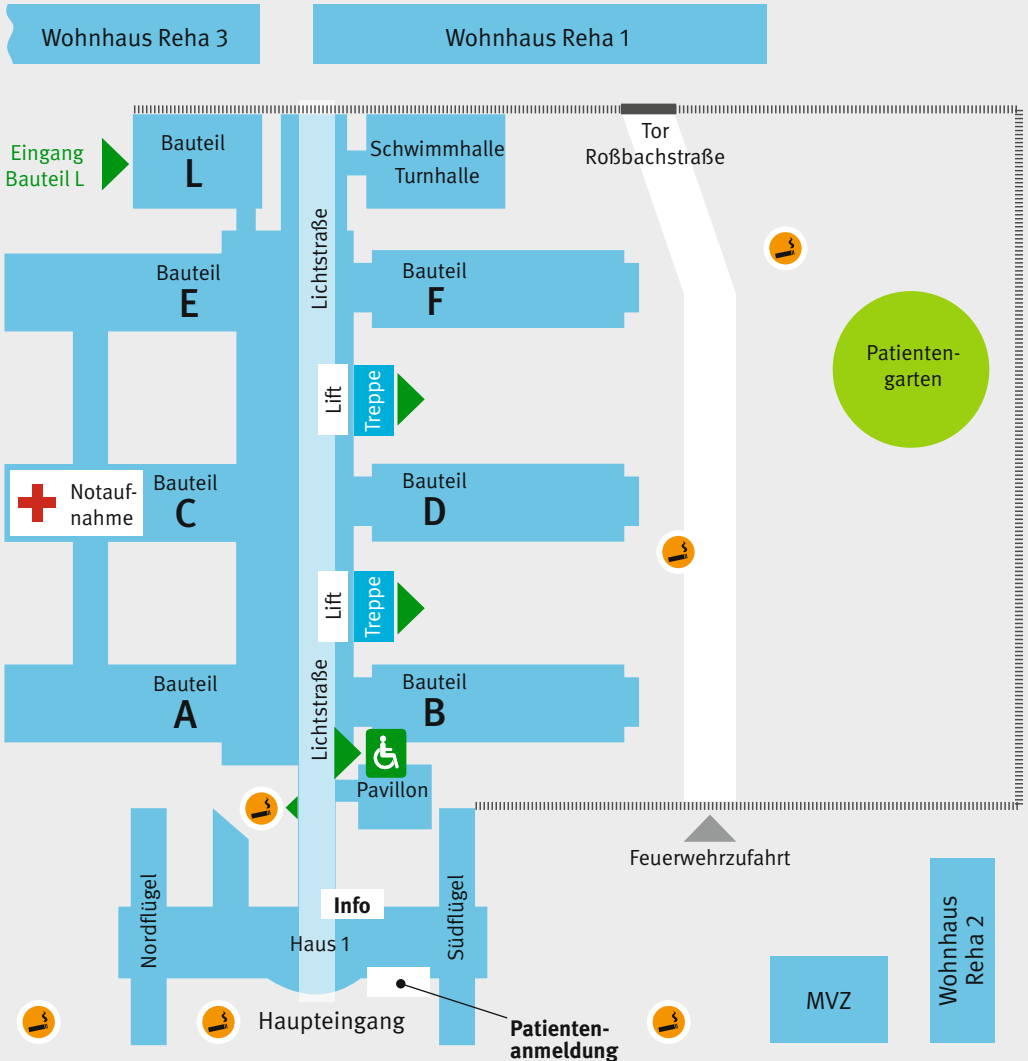 Wohnhaus Reha 3
Wohnhaus Reha 1
Tor
Roßbachstraße
Eingang
Bauteil L
Bauteil
L
Schwimmhalle
Turnhalle
Lichtstraße
Bauteil
E
Bauteil
F
Patienten-
garten
Lift
Treppe
Notauf-
nahme
Bauteil
C
Bauteil
D
Lift
Treppe
Lichtstraße
Bauteil
A
Bauteil
B
Pavillon
Feuerwehrzufahrt
Nordflügel
Info
Haus 1
Südflügel
Wohnhaus
Reha 2
MVZ
Haupteingang
Patienten-
anmeldung